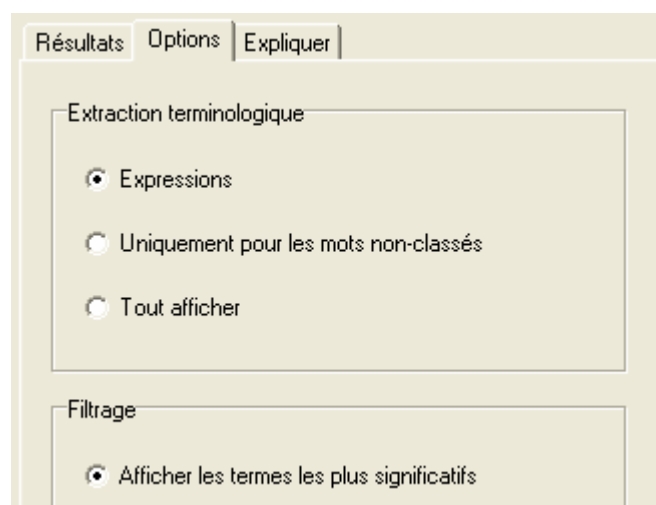 Résultats Options Expliquer
Extraction terminologique
Expressions
Uniquement pour les mots non-classés
Tout afficher
Filtrage
Afficher les termes les plus significatifs